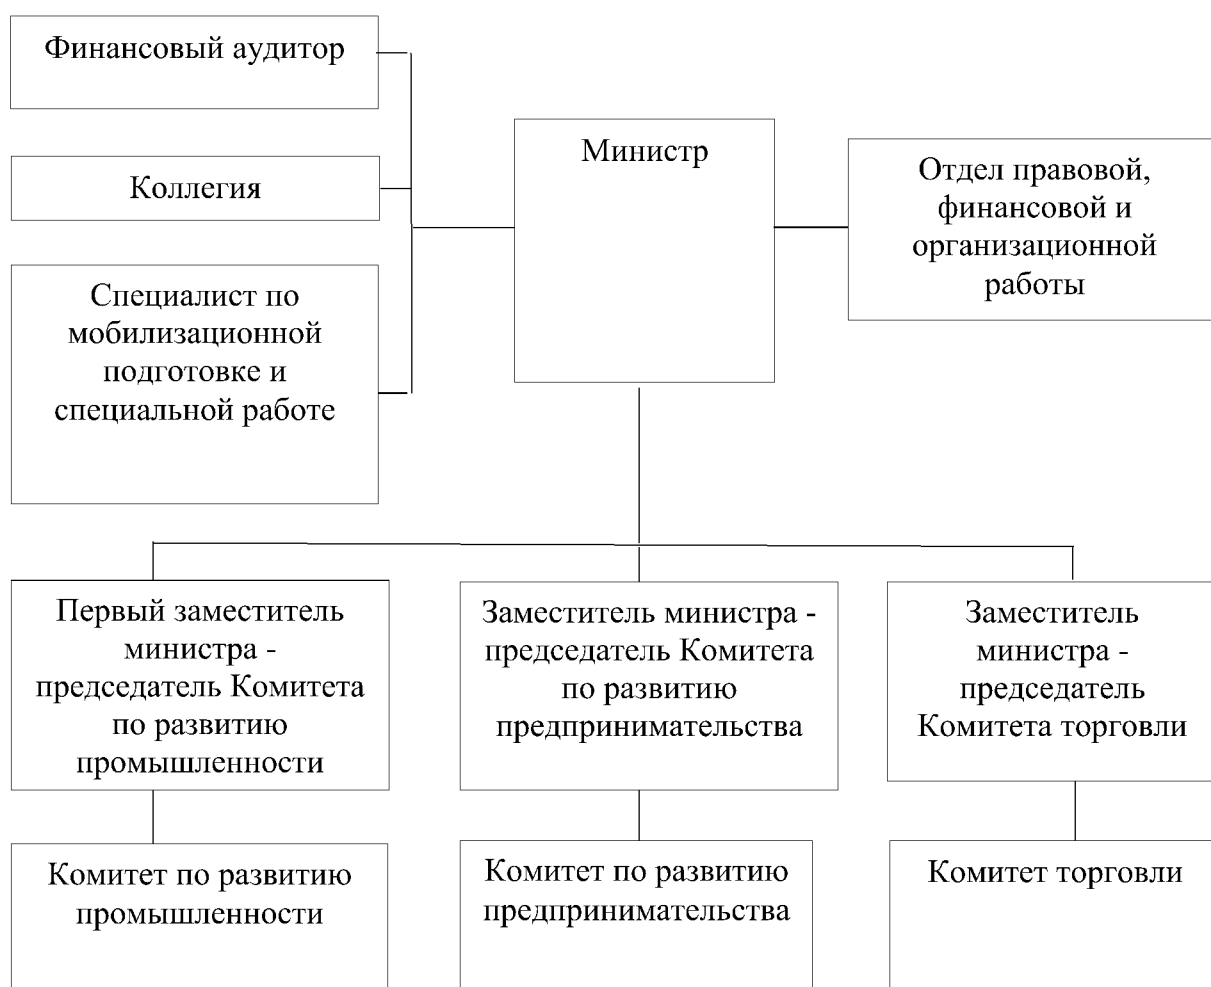 Финансовый аудитор
Коллегия
Специалист по
мобилизационной
подготовке и
специальной работе
Министр
Отдел правовой,
финансовой и
организационной
работы
Первый заместитель
министра -
председатель Комитета
по развитию
промышленности
Заместитель министра -
председатель Комитета
по развитию
предпринимательства
Заместитель
министра -
председатель
Комитета торговли
Комитет по развитию
промышленности
Комитет по развитию
предпринимательства
Комитет торговли